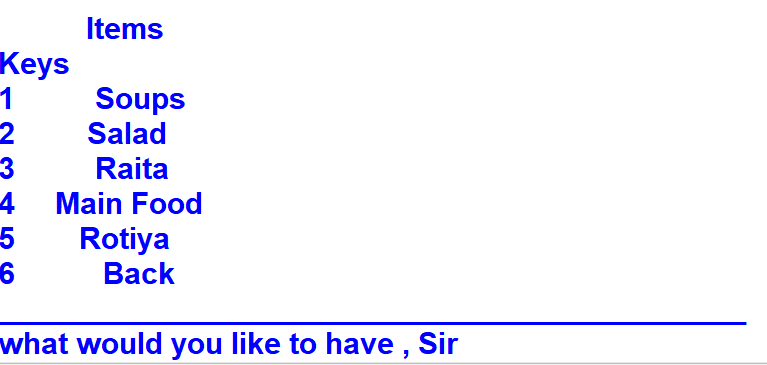 Items
Keys
1 Soups
2 Salad
3 Raita
4 Main Food
5 Rotiya
6 Back
what would you like to have , Sir